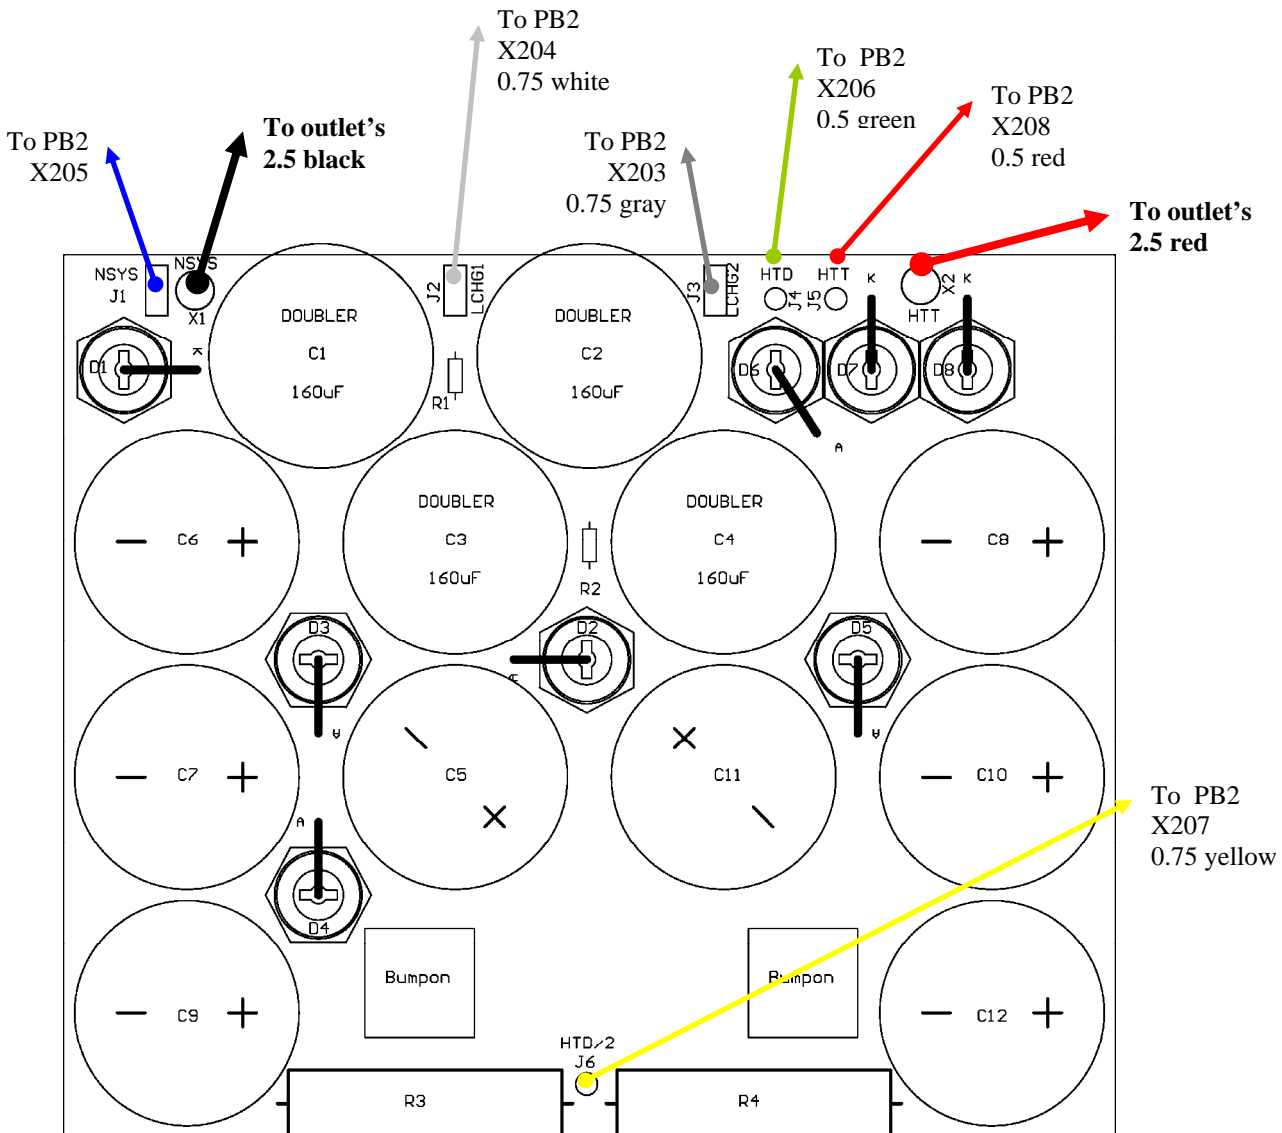 To PB2
X204
0.75 white
To PB2
X206
0.5 green
To PB2
X208
0.5 red
To PB2
X205
To outlet's
2.5 black
To PB2
X203
0.75 gray
To outlet's
2.5 red
NSYS
J1
NSYS
X1
J2
LCHG1
J3
LCHG2
HTD
J4
HTT
J5
X2
HTT
K
K
DOUBLER
C1
160uF
DOUBLER
C2
160uF
D1
K
R1
D6
D7
D8
A
C6
DOUBLER
C3
160uF
DOUBLER
C4
160uF
C8
R2
D3
D2
D5
A
A
C7
C5
C11
C10
A
D4
To PB2
X207
0.75 yellow
C9
Bumpon
Bumpon
C12
HTD/2
J6
R3
R4